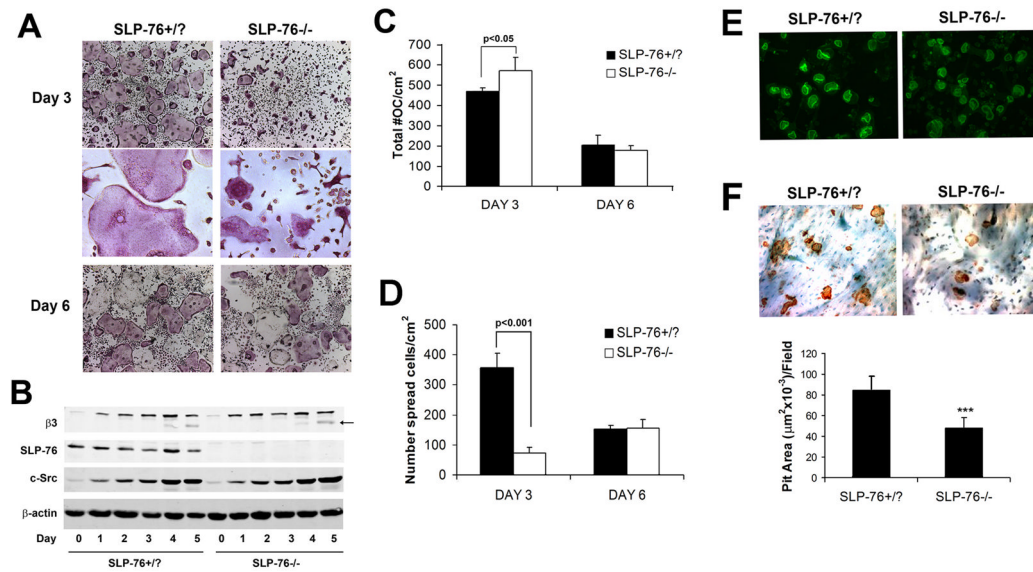 A
SLP-76+/? SLP-76-/-
Day 3
Day 6
B
β3
SLP-76
c-Src
β-actin
Day 0 1 2 3 4 5 0 1 2 3 4 5
SLP-76+/? SLP-76-/-
C
Total #OC/cm²
700
600
500
400
300
200
100
0
p<0.05
SLP-76+/?
SLP-76-/-
DAY 3 DAY 6
D
Number spread cells/cm²
500
400
300
200
100
0
p<0.001
SLP-76+/?
SLP-76-/-
DAY 3 DAY 6
E
SLP-76+/? SLP-76-/-
F
SLP-76+/? SLP-76-/-
Pit Area (μm²x10⁻³)/Field
120
100
80
60
40
20
0
***
SLP-76+/? SLP-76-/-